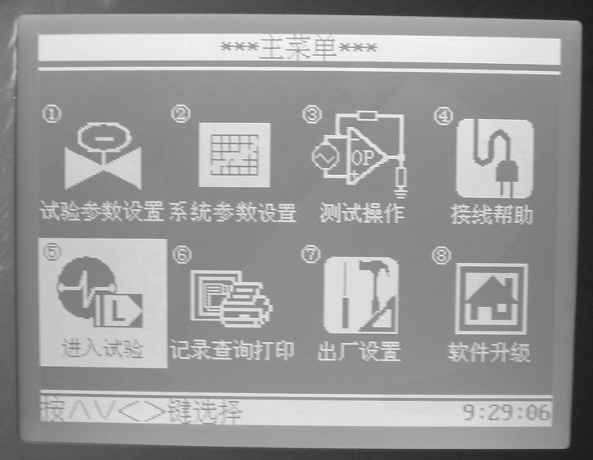 ***主菜单***
① ② ③ ④
OP
试验参数设置 系统参数设置 测试操作 接线帮助
⑤ ⑥ ⑦ ⑧
L
进入试验 记录查询打印 出厂设置 软件升级
按∧∨<>键选择 9:29:06